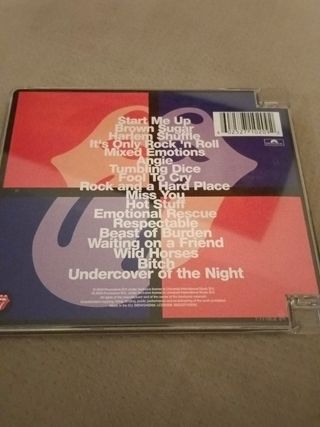 Start Me Up
Brown Sugar
Harlem Shuffle
It's Only Rock 'n Roll
Mixed Emotions
Angie
Tumbling Dice
Fool To Cry
Rock and a Hard Place
Miss You
Hot Stuff
Emotional Rescue
Respectable
Beast of Burden
Waiting on a Friend
Wild Horses
Bitch
Undercover of the Night